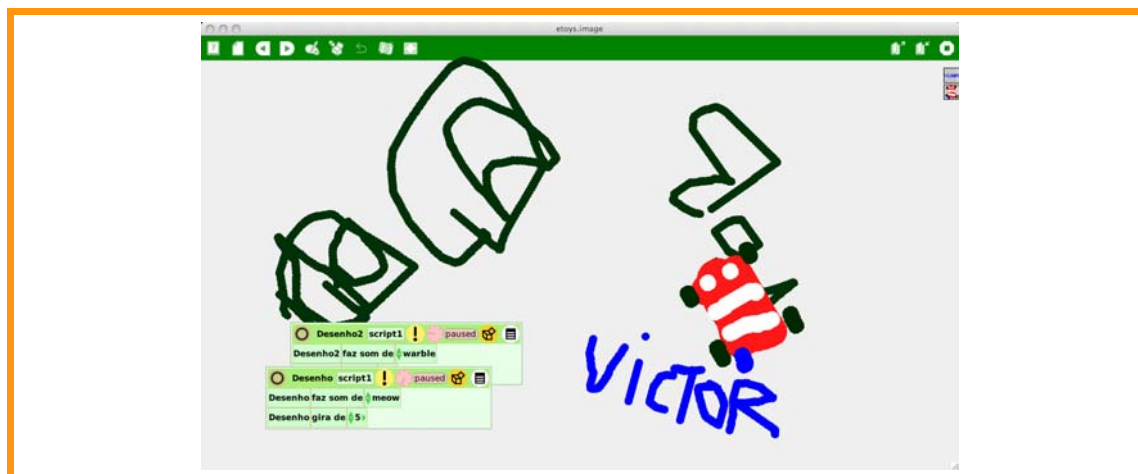 etoys.image
Desenho2 script1 ! paused
Desenho2 faz som de warble
Desenho script1 ! paused
Desenho faz som de meow
Desenho gira de 5
VICTOR